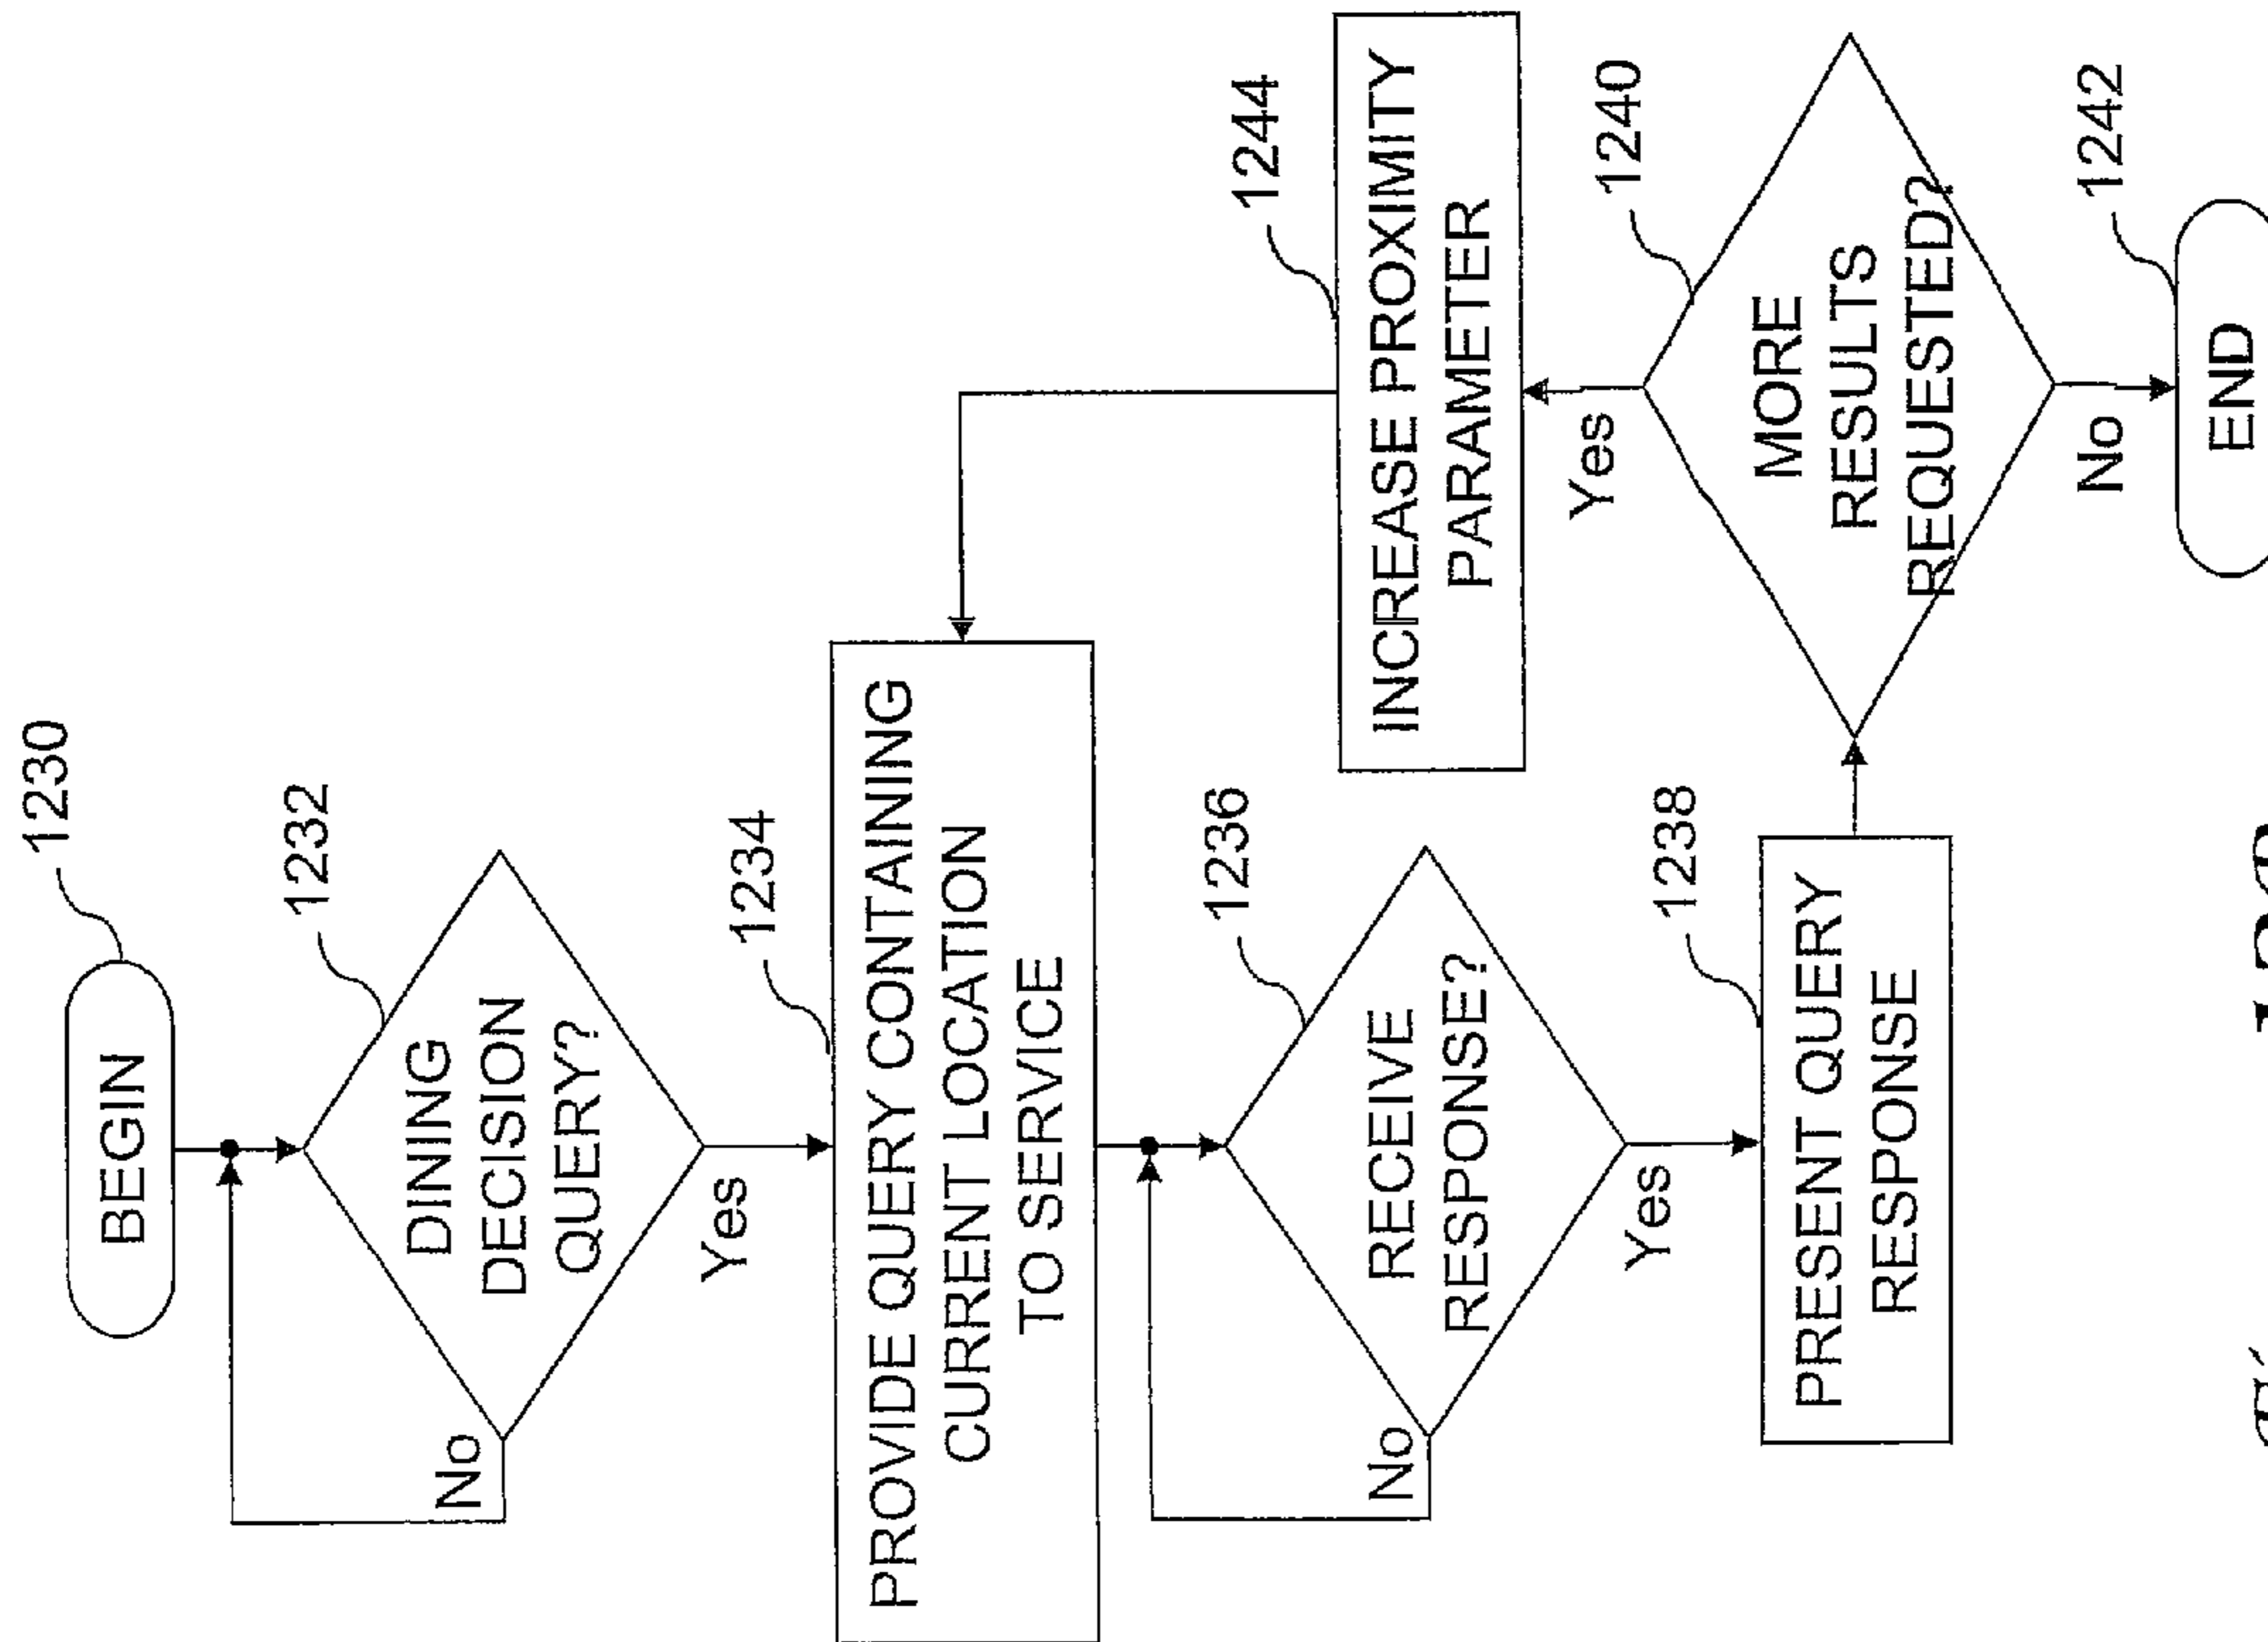 1230
BEGIN
1232
DINING
DECISION
QUERY?
No
Yes
1234
PROVIDE QUERY CONTAINING
CURRENT LOCATION
TO SERVICE
1236
RECEIVE
RESPONSE?
No
Yes
1238
PRESENT QUERY
RESPONSE
1244
INCREASE PROXIMITY
PARAMETER
Yes
1240
MORE
RESULTS
REQUESTED?
No
1242
END